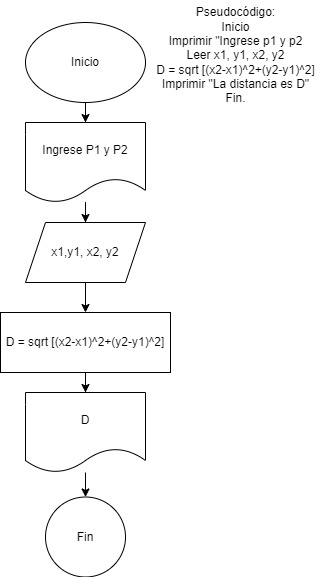 Pseudocódigo:
Inicio
Imprimir "Ingrese p1 y p2
Leer x1, y1, x2, y2
D = sqrt [(x2-x1)^2+(y2-y1)^2]
Imprimir "La distancia es D"
Fin.
Inicio
Ingrese P1 y P2
x1,y1, x2, y2
D = sqrt [(x2-x1)^2+(y2-y1)^2]
D
Fin